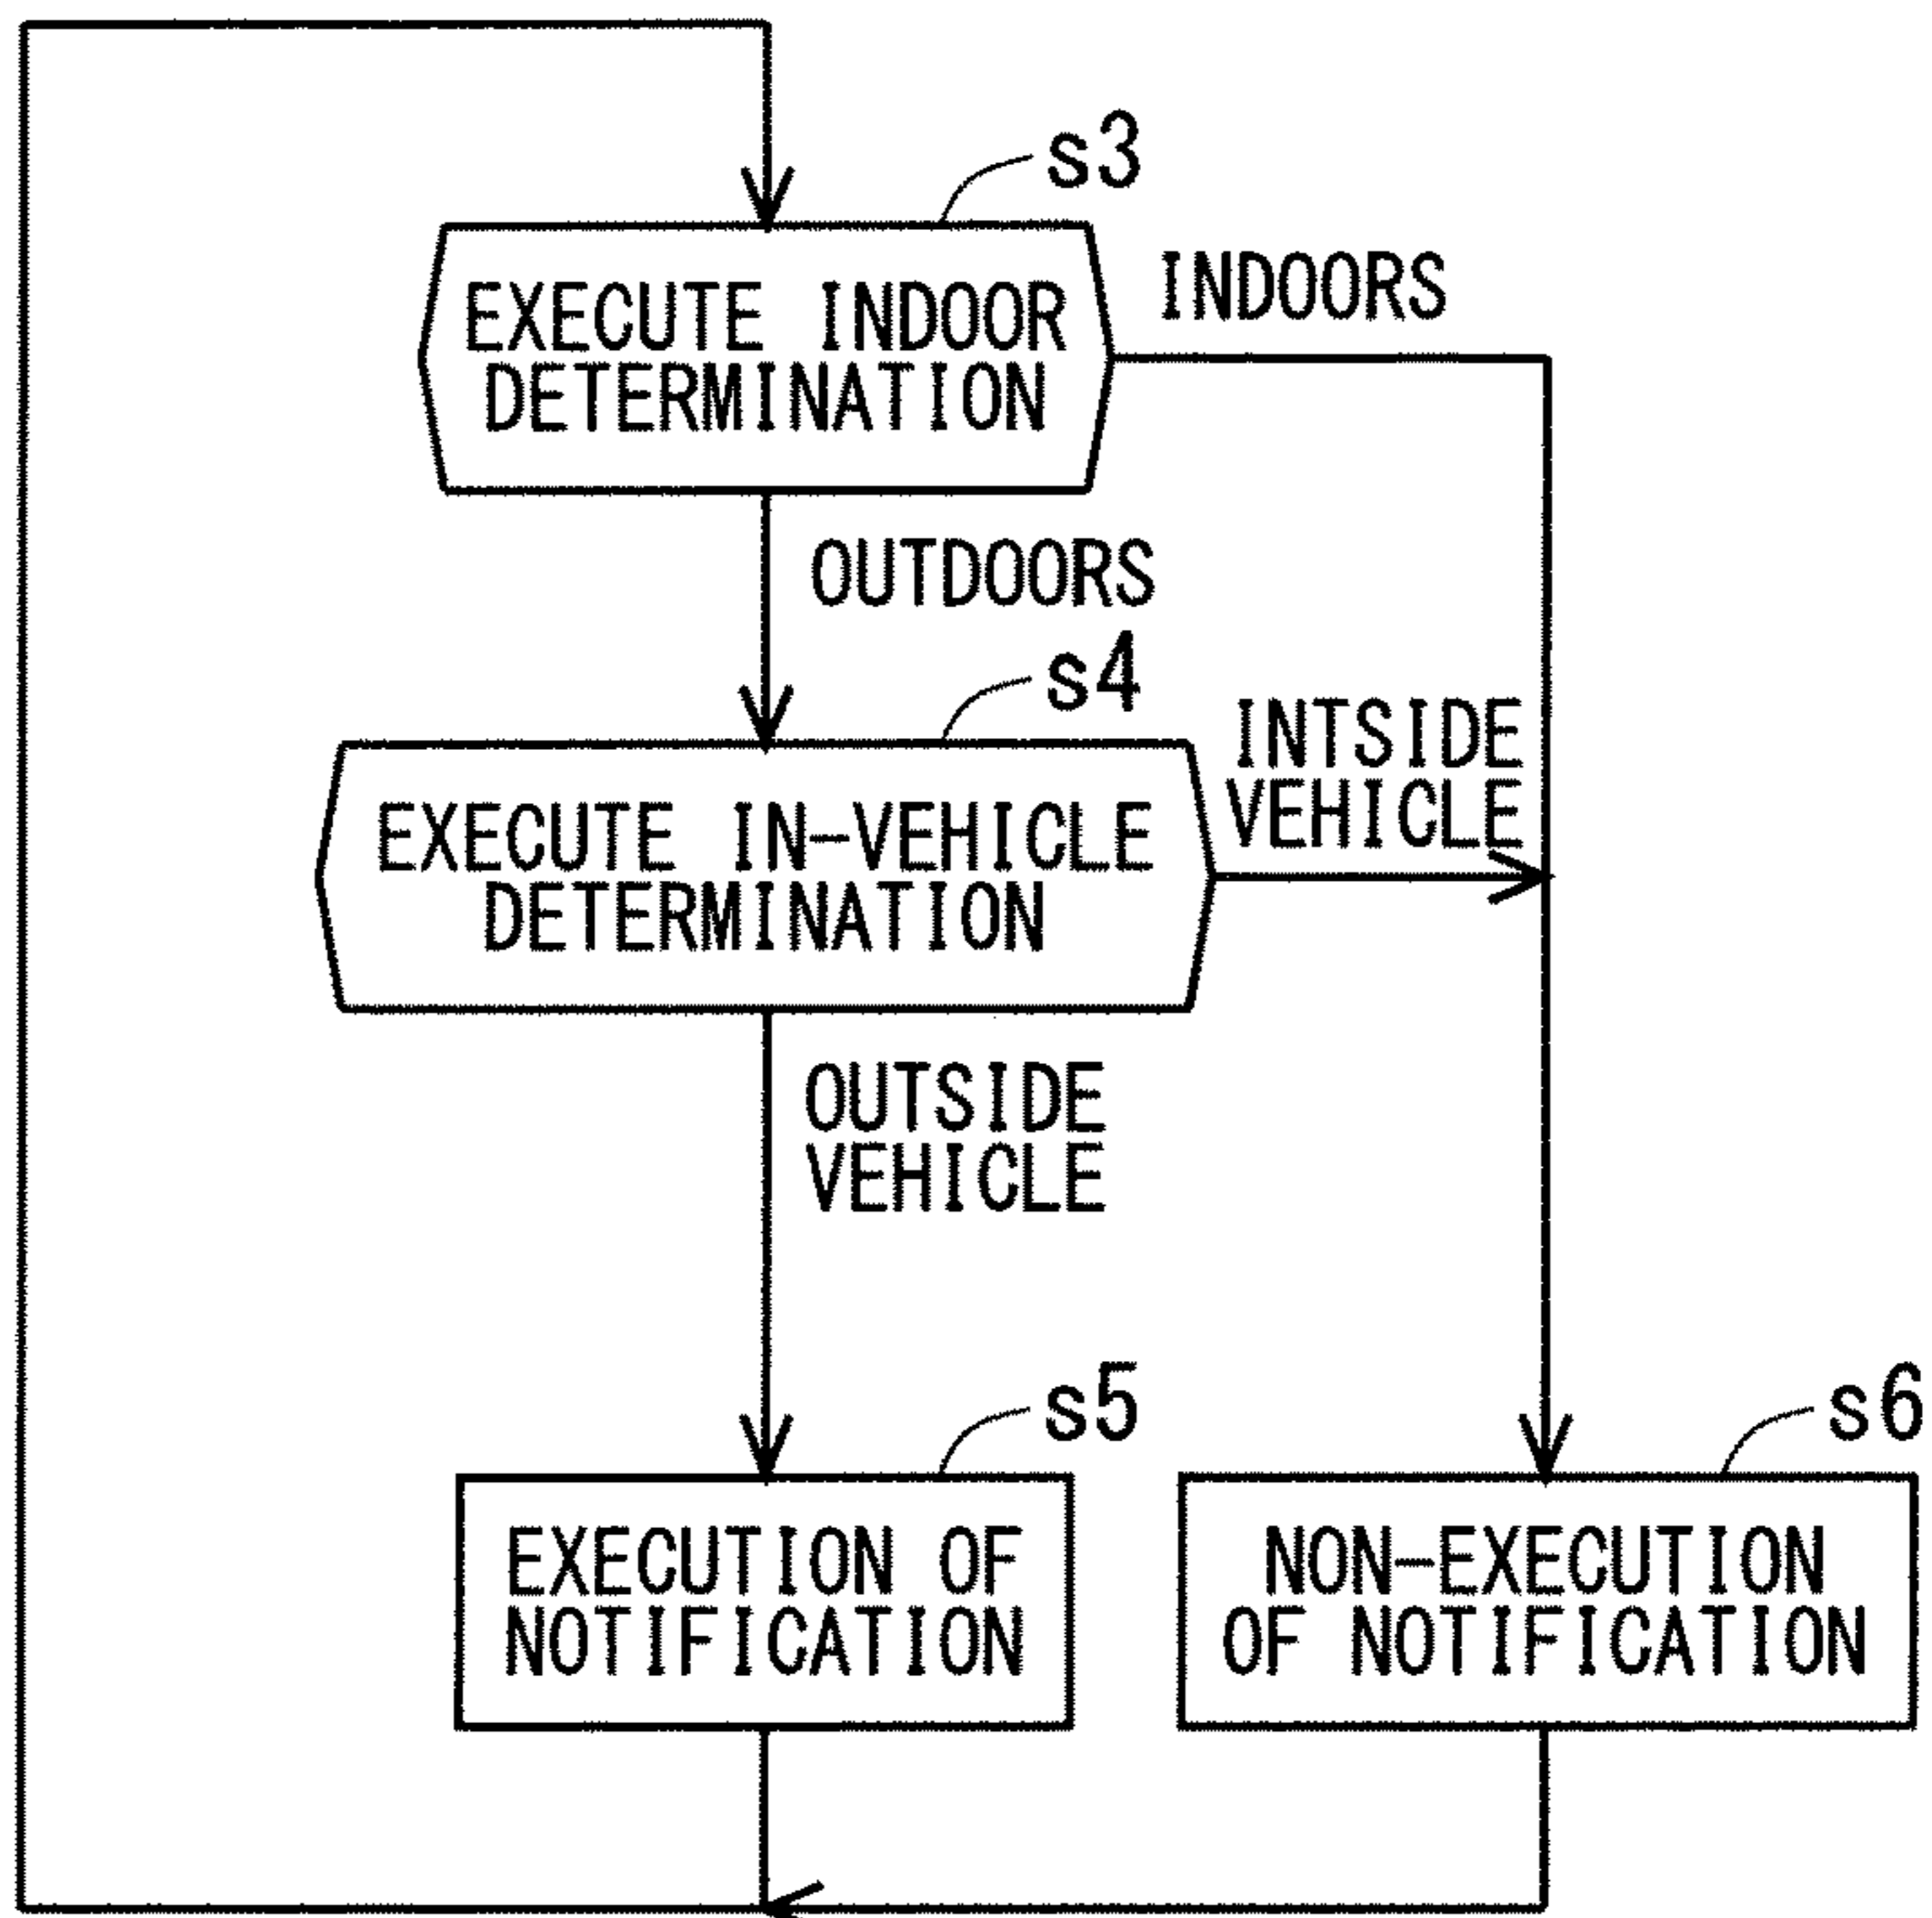 s3
EXECUTE INDOOR
DETERMINATION
INDOORS
OUTDOORS
s4
EXECUTE IN-VEHICLE
DETERMINATION
INTSIDE
VEHICLE
OUTSIDE
VEHICLE
s5
EXECUTION OF
NOTIFICATION
s6
NON-EXECUTION
OF NOTIFICATION